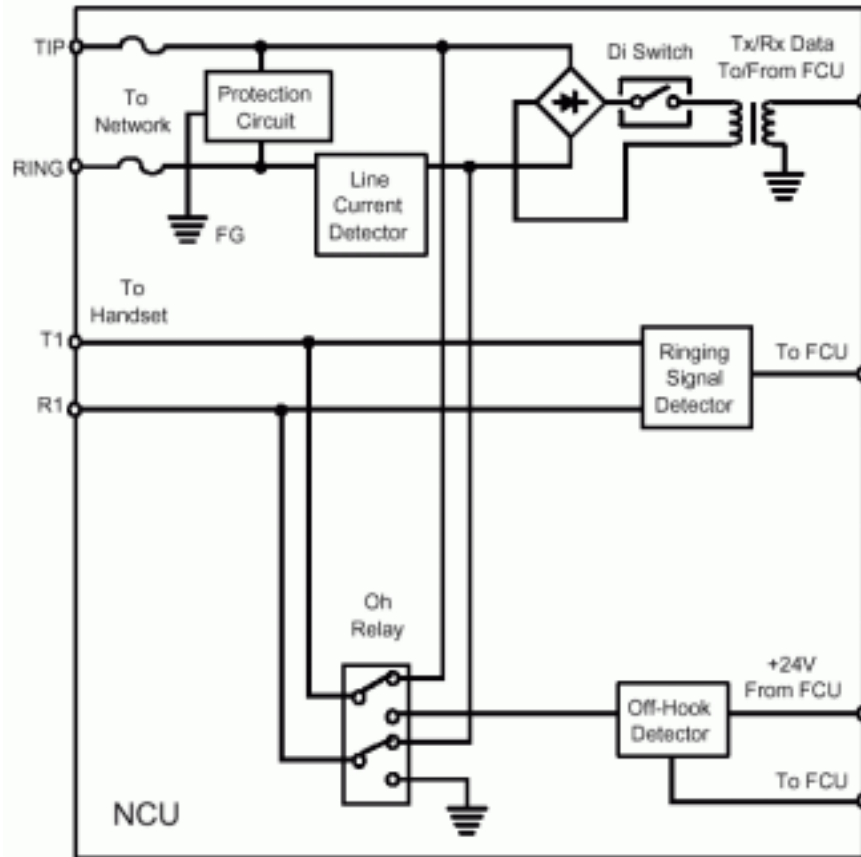 TIP
Di Switch
Tx/Rx Data
To/From FCU
To
Network
Protection
Circuit
RING
Line
Current
Detector
FG
To
Handset
T1
Ringing
Signal
Detector
To FCU
R1
Oh
Relay
+24V
From FCU
Off-Hook
Detector
To FCU
NCU